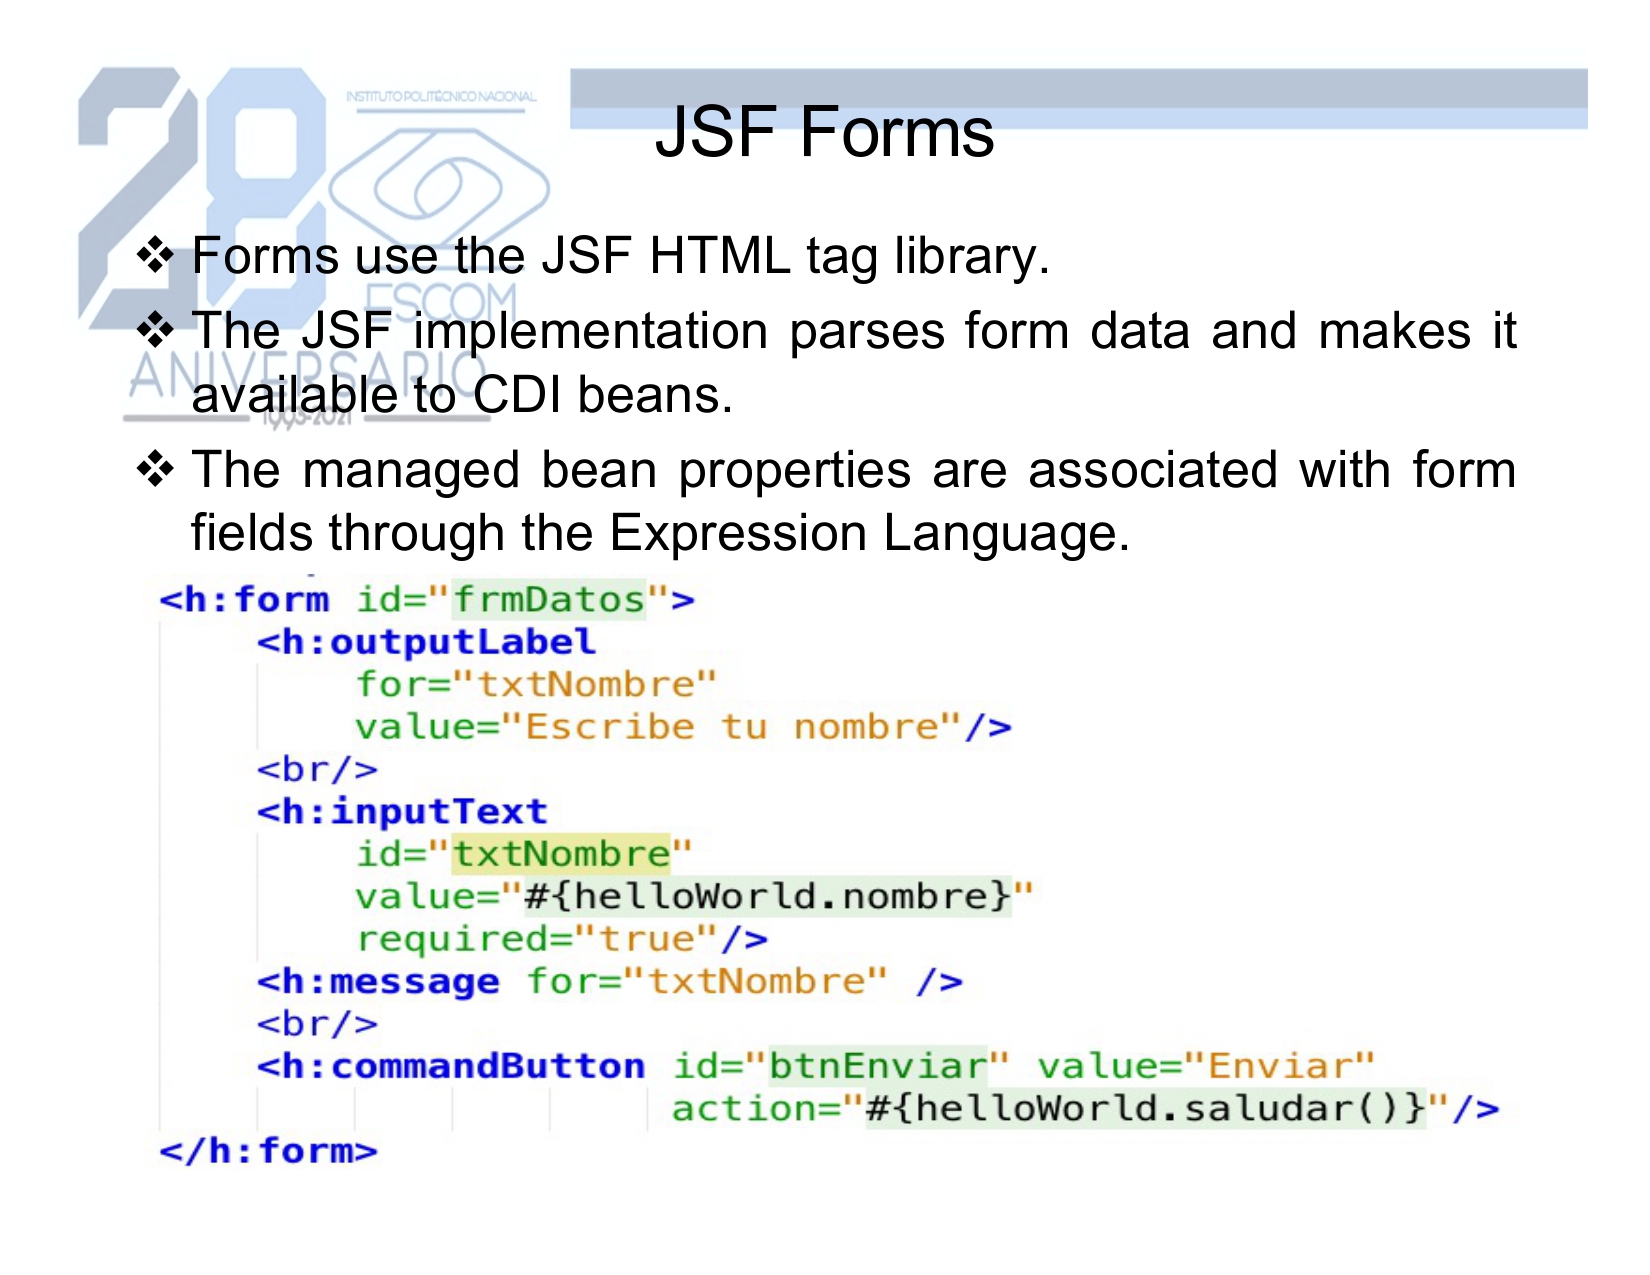 28
INSTITUTO POLITÉCNICO NACIONAL
ESCOM
ANIVERSARIO
1993-2021
JSF Forms
❖ Forms use the JSF HTML tag library.
❖ The JSF implementation parses form data and makes it
available to CDI beans.
❖ The managed bean properties are associated with form
fields through the Expression Language.
<h:form id="frmDatos">
    <h:outputLabel
        for="txtNombre"
        value="Escribe tu nombre"/>
    <br/>
    <h:inputText
        id="txtNombre"
        value="#{helloWorld.nombre}"
        required="true"/>
    <h:message for="txtNombre" />
    <br/>
    <h:commandButton id="btnEnviar" value="Enviar"
                     action="#{helloWorld.saludar()}"/>
</h:form>